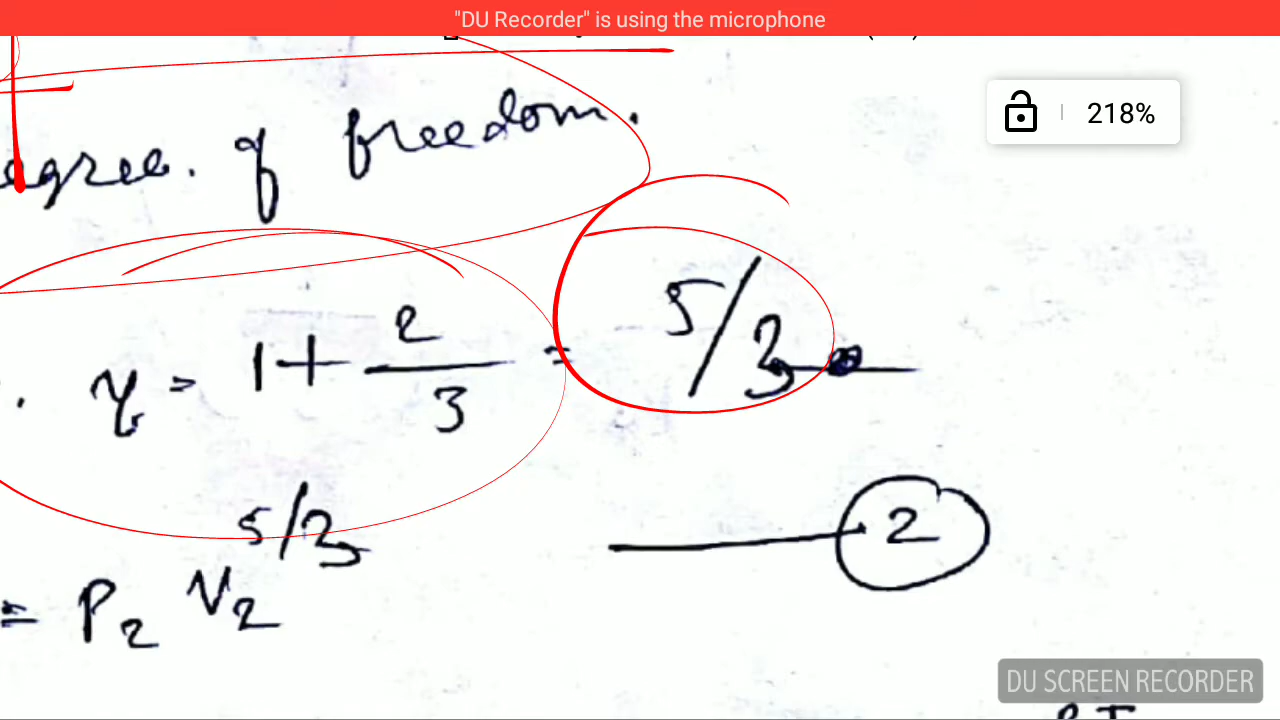 "DU Recorder" is using the microphone
218%
egree. of freedom.
. γ = 1 + 2/3 = 5/3
= P₂ V₂^5/3 ——— 2
DU SCREEN RECORDER